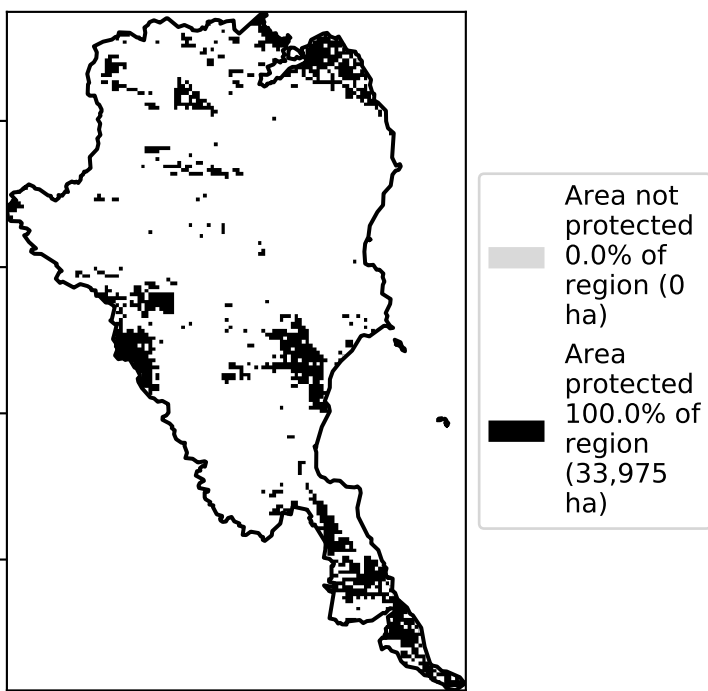 Area not
protected
0.0% of
region (0
ha)
Area
protected
100.0% of
region
(33,975
ha)